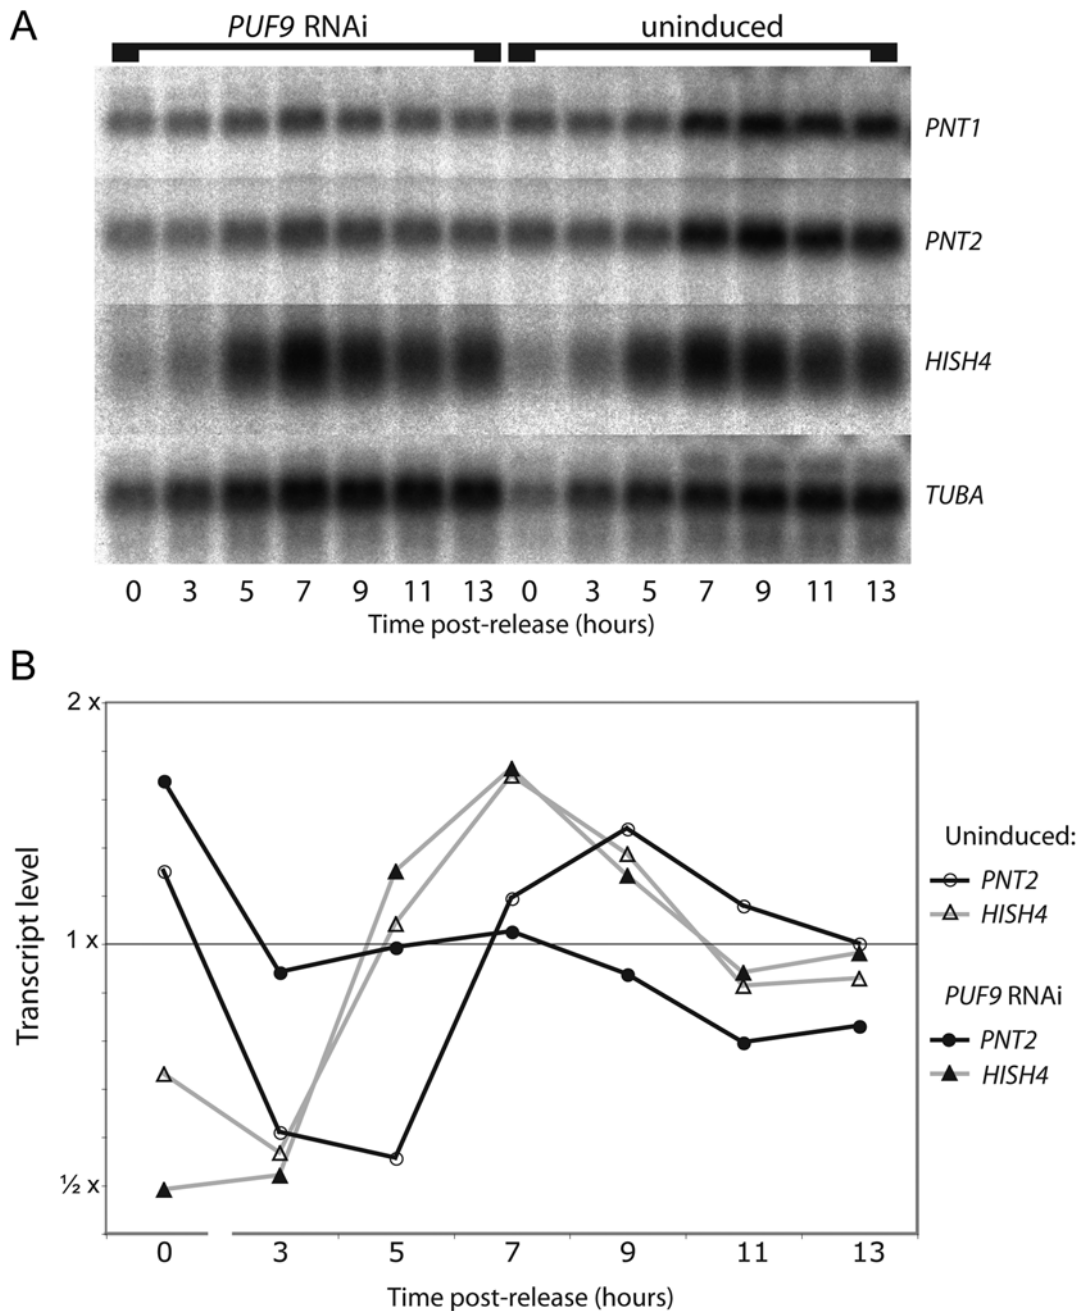 A
PUF9 RNAi uninduced
PNT1
PNT2
HISH4
TUBA
0 3 5 7 9 11 13 0 3 5 7 9 11 13
Time post-release (hours)
B
2 x
1 x
½ x
Transcript level
0 3 5 7 9 11 13
Time post-release (hours)
Uninduced:
PNT2
HISH4
PUF9 RNAi
PNT2
HISH4